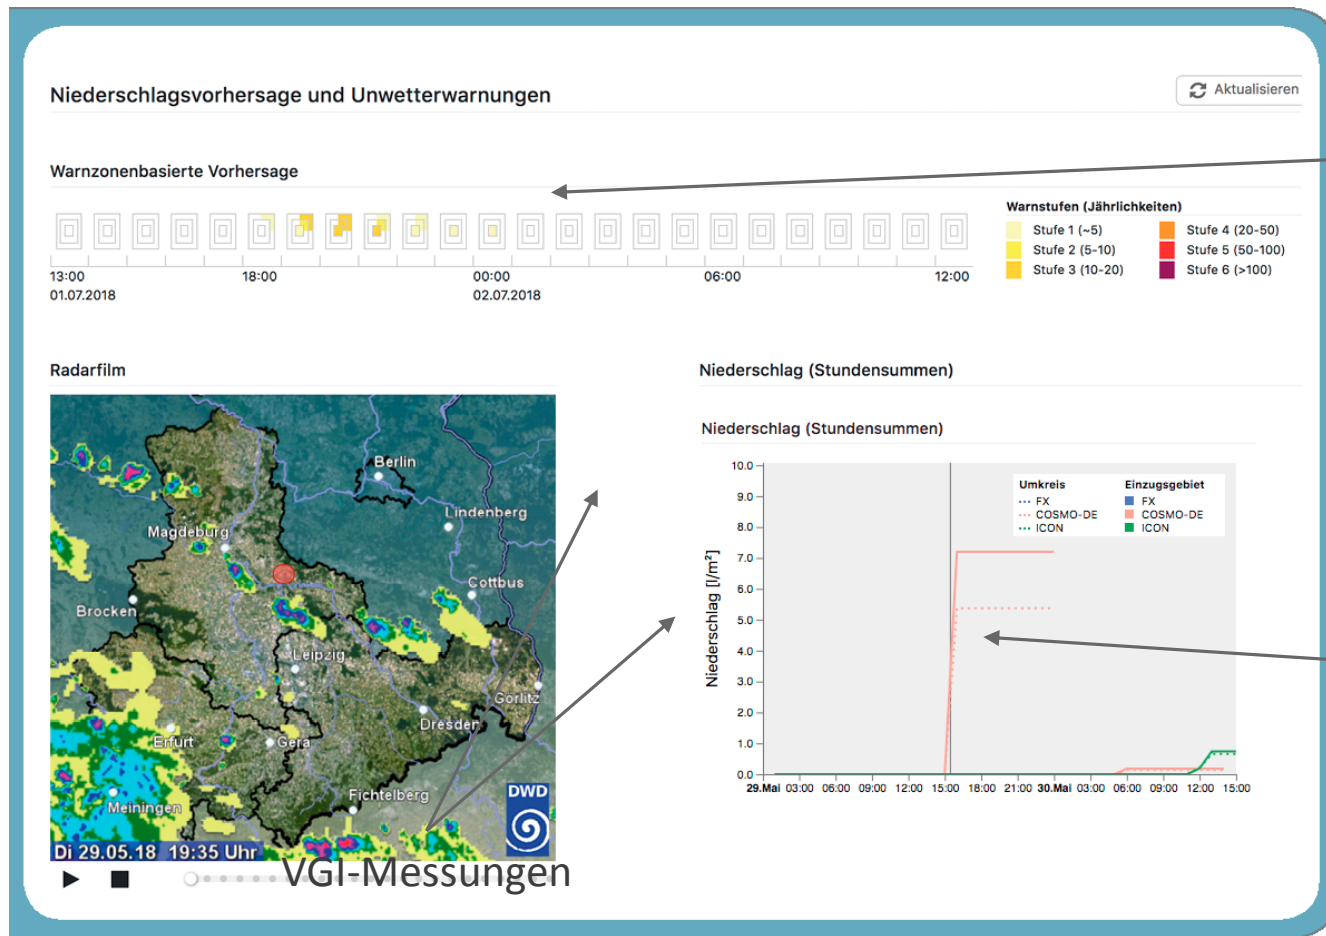 Niederschlagsvorhersage und Unwetterwarnungen
Aktualisieren
Warnzonenbasierte Vorhersage
13:00 18:00 00:00 06:00 12:00
01.07.2018 02.07.2018
Warnstufen (Jährlichkeiten)
Stufe 1 (~5) Stufe 4 (20-50)
Stufe 2 (5-10) Stufe 5 (50-100)
Stufe 3 (10-20) Stufe 6 (>100)
Radarfilm
Berlin
Lindenberg
Magdeburg
Cottbus
Brocken
Leipzig
Görlitz
Dresden
Erfurt
Gera
Meiningen
Fichtelberg
DWD
Di 29.05.18 19:35 Uhr
VGI-Messungen
Niederschlag (Stundensummen)
Niederschlag (Stundensummen)
Niederschlag [l/m²]
10.0
9.0
8.0
7.0
6.0
5.0
4.0
3.0
2.0
1.0
0.0
Umkreis Einzugsgebiet
FX FX
COSMO-DE COSMO-DE
ICON ICON
29.Mai 03:00 06:00 09:00 12:00 15:00 18:00 21:00 30.Mai 03:00 06:00 09:00 12:00 15:00